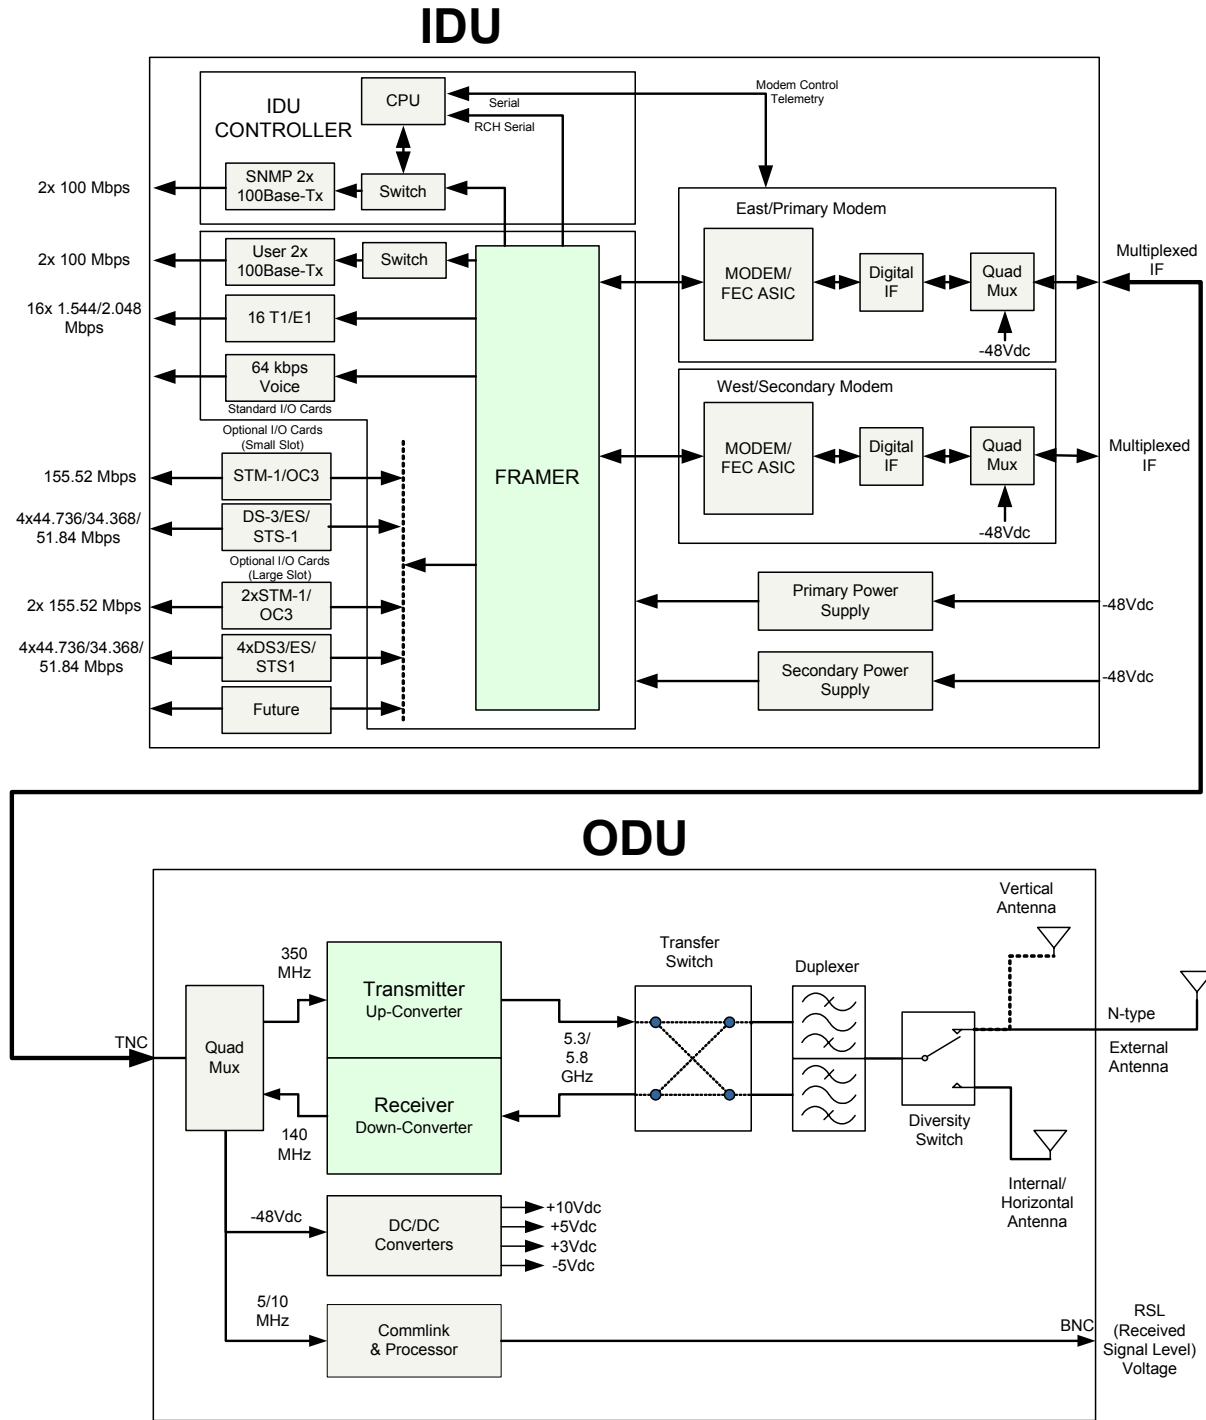 IDU
IDU
CONTROLLER
CPU
Serial
RCH Serial
Modem Control
Telemetry
2x 100 Mbps
SNMP 2x
100Base-Tx
Switch
2x 100 Mbps
User 2x
100Base-Tx
Switch
16x 1.544/2.048
Mbps
16 T1/E1
64 kbps
Voice
Standard I/O Cards
Optional I/O Cards
(Small Slot)
155.52 Mbps
STM-1/OC3
4x44.736/34.368/
51.84 Mbps
DS-3/ES/
STS-1
Optional I/O Cards
(Large Slot)
2x 155.52 Mbps
2xSTM-1/
OC3
4x44.736/34.368/
51.84 Mbps
4xDS3/ES/
STS1
Future
FRAMER
East/Primary Modem
MODEM/
FEC ASIC
Digital
IF
Quad
Mux
-48Vdc
Multiplexed
IF
West/Secondary Modem
MODEM/
FEC ASIC
Digital
IF
Quad
Mux
-48Vdc
Multiplexed
IF
Primary Power
Supply
-48Vdc
Secondary Power
Supply
-48Vdc
ODU
TNC
Quad
Mux
350
MHz
Transmitter
Up-Converter
Receiver
Down-Converter
140
MHz
5.3/
5.8
GHz
Transfer
Switch
Duplexer
Diversity
Switch
Vertical
Antenna
N-type
External
Antenna
Internal/
Horizontal
Antenna
-48Vdc
DC/DC
Converters
+10Vdc
+5Vdc
+3Vdc
-5Vdc
5/10
MHz
Commlink
& Processor
BNC
RSL
(Received
Signal Level)
Voltage